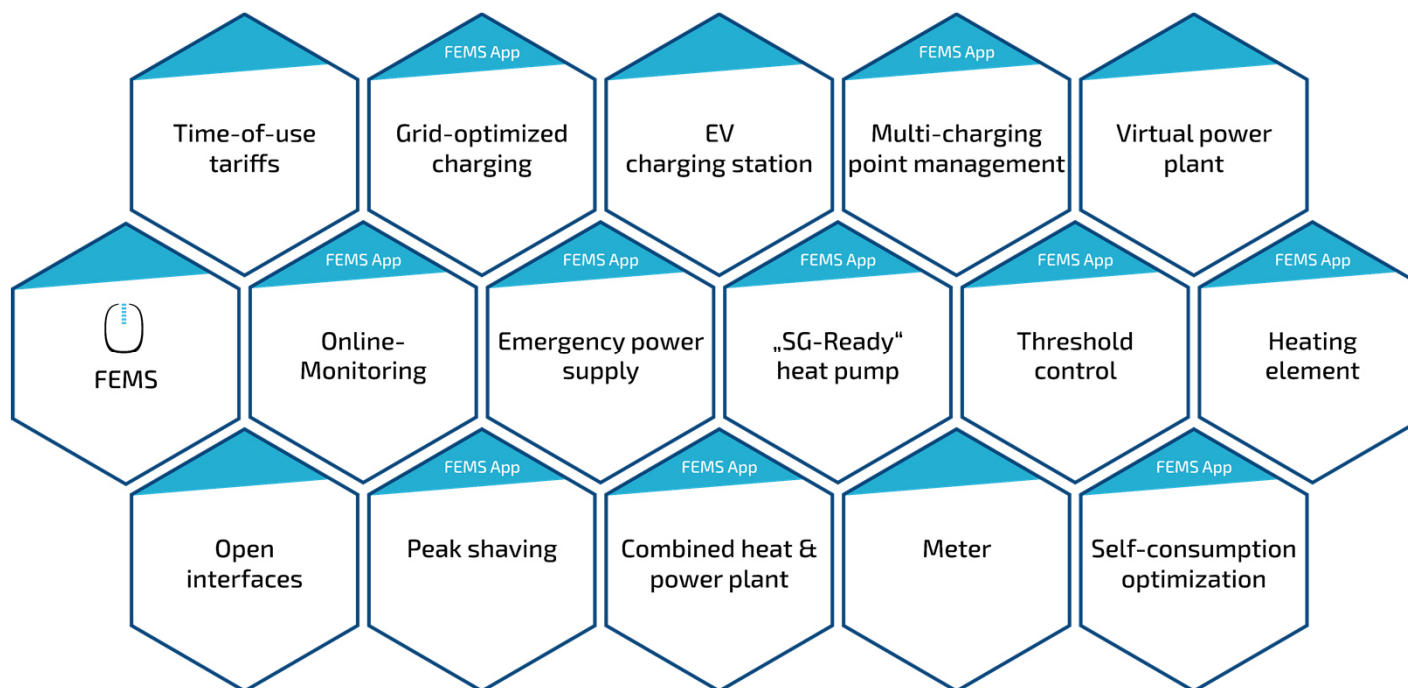 FEMS App
FEMS App
Time-of-use
tariffs
Grid-optimized
charging
EV
charging station
Multi-charging
point management
Virtual power
plant
FEMS App
FEMS App
FEMS App
FEMS App
FEMS App
FEMS
Online-
Monitoring
Emergency power
supply
„SG-Ready“
heat pump
Threshold
control
Heating
element
FEMS App
FEMS App
FEMS App
Open
interfaces
Peak shaving
Combined heat &
power plant
Meter
Self-consumption
optimization